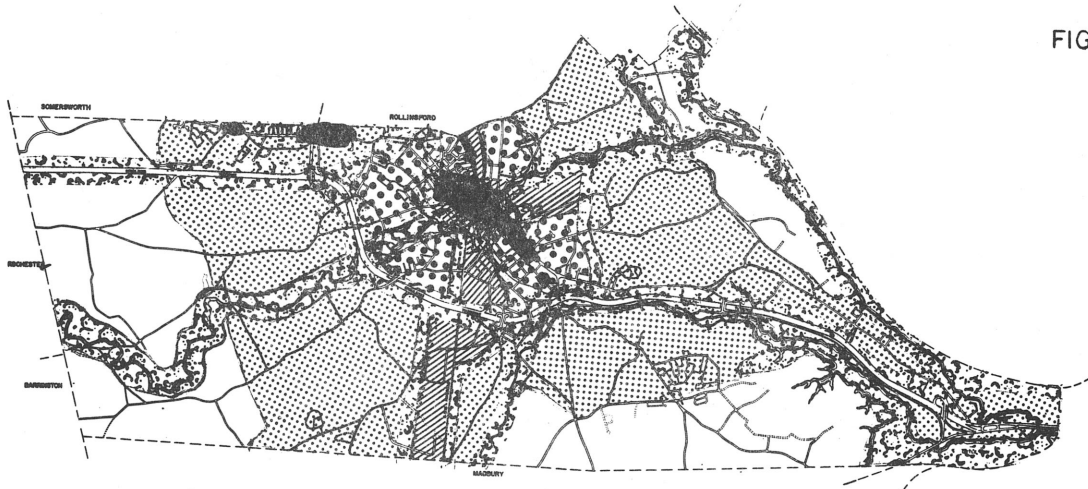 FIG
SOMERSWORTH
ROLLINSFORD
ROCHESTER
BARRINGTON
MADBURY